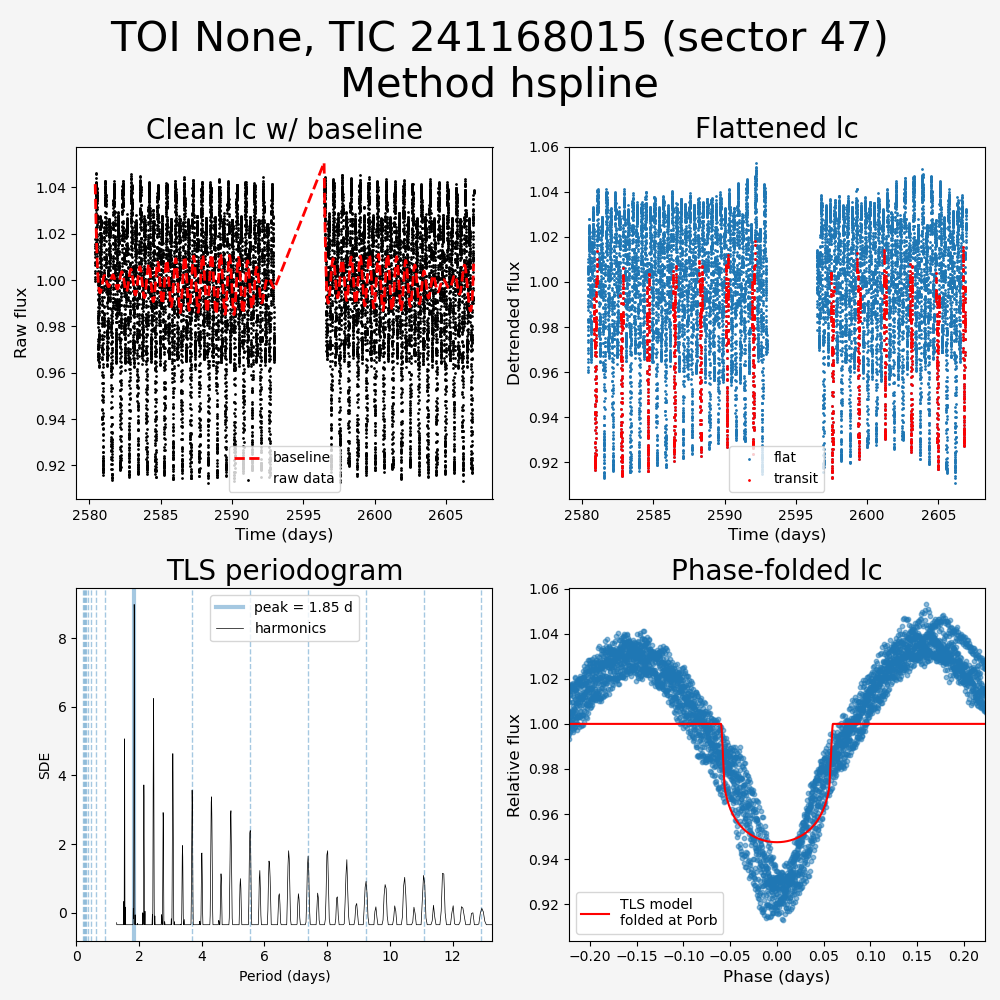 TOI None, TIC 241168015 (sector 47)
Method hspline
Clean lc w/ baseline
Raw flux
1.04
1.02
1.00
0.98
0.96
0.94
0.92
baseline
raw data
2580
2585
2590
2595
2600
2605
Time (days)
Flattened lc
Detrended flux
1.06
1.04
1.02
1.00
0.98
0.96
0.94
0.92
flat
transit
2580
2585
2590
2595
2600
2605
Time (days)
TLS periodogram
SDE
8
6
4
2
0
peak = 1.85 d
harmonics
0
2
4
6
8
10
12
Period (days)
Phase-folded lc
Relative flux
1.06
1.04
1.02
1.00
0.98
0.96
0.94
0.92
TLS model
folded at Porb
−0.20
−0.15
−0.10
−0.05
0.00
0.05
0.10
0.15
0.20
Phase (days)